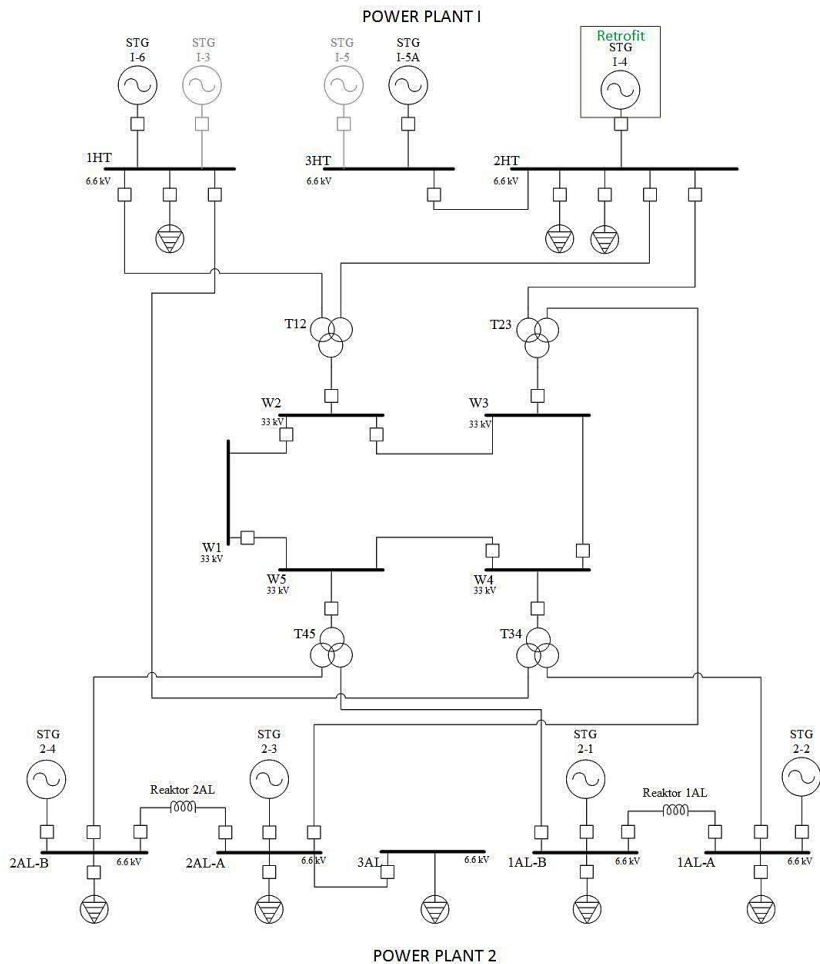 POWER PLANT I
STG
I-6
STG
I-3
STG
I-5
STG
I-5A
Retrofit
STG
I-4
1HT
6.6 kV
3HT
6.6 kV
2HT
6.6 kV
T12
T23
W2
33 kV
W3
33 kV
W1
33 kV
W5
33 kV
W4
33 kV
T45
T34
STG
2-4
STG
2-3
STG
2-1
STG
2-2
Reaktor 2AL
Reaktor 1AL
2AL-B
6.6 kV
2AL-A
6.6 kV
3AL
6.6 kV
1AL-B
6.6 kV
1AL-A
6.6 kV
POWER PLANT 2